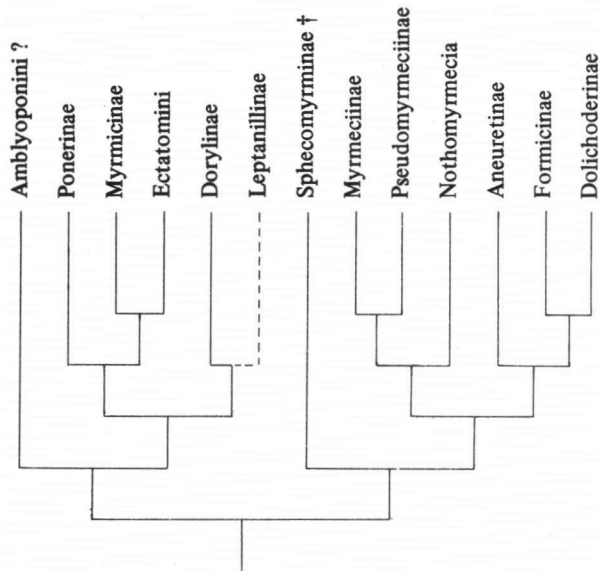 Amblyoponini ?
Ponerinae
Myrmicinae
Ectatomini
Dorylinae
Leptanillinae
Sphecomyrminae †
Myrmeciinae
Pseudomyrmeciinae
Nothomyrmecia
Aneuretinae
Formicinae
Dolichoderinae